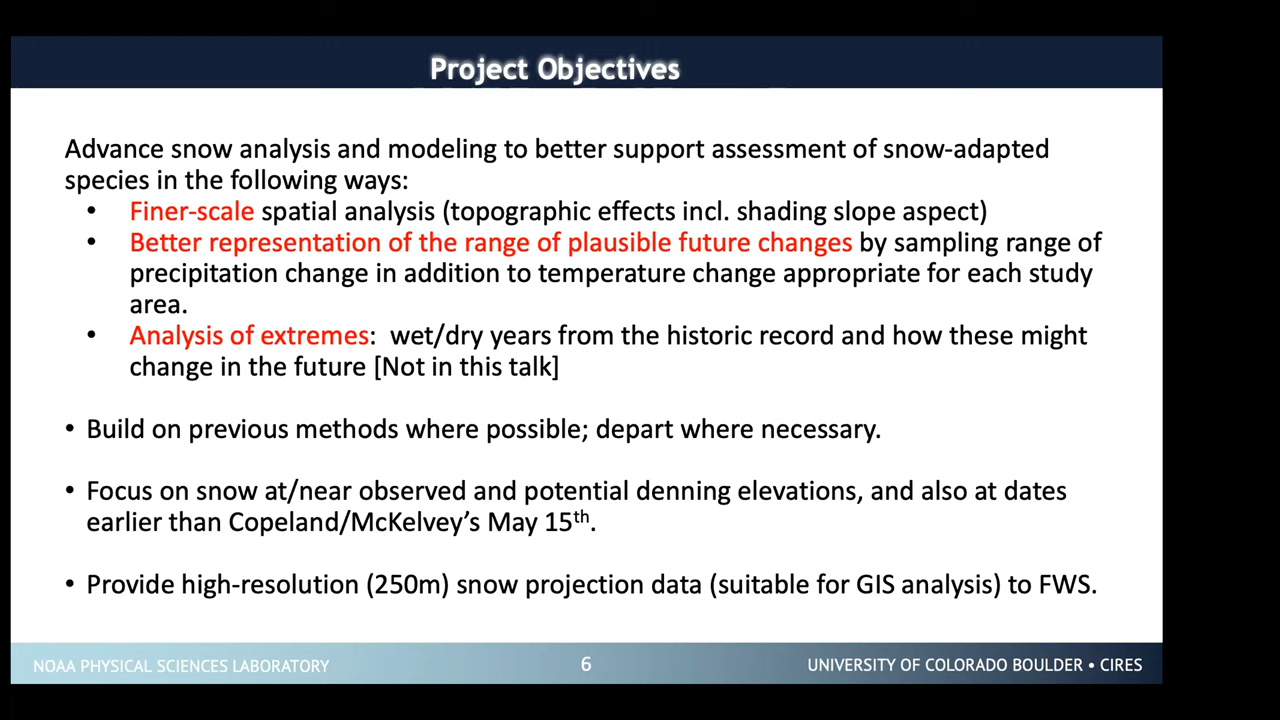 Project Objectives
Advance snow analysis and modeling to better support assessment of snow-adapted
species in the following ways:
• Finer-scale spatial analysis (topographic effects incl. shading slope aspect)
• Better representation of the range of plausible future changes by sampling range of
precipitation change in addition to temperature change appropriate for each study
area.
• Analysis of extremes: wet/dry years from the historic record and how these might
change in the future [Not in this talk]
• Build on previous methods where possible; depart where necessary.
• Focus on snow at/near observed and potential denning elevations, and also at dates
earlier than Copeland/McKelvey's May 15th.
• Provide high-resolution (250m) snow projection data (suitable for GIS analysis) to FWS.
NOAA PHYSICAL SCIENCES LABORATORY 6 UNIVERSITY OF COLORADO BOULDER • CIRES